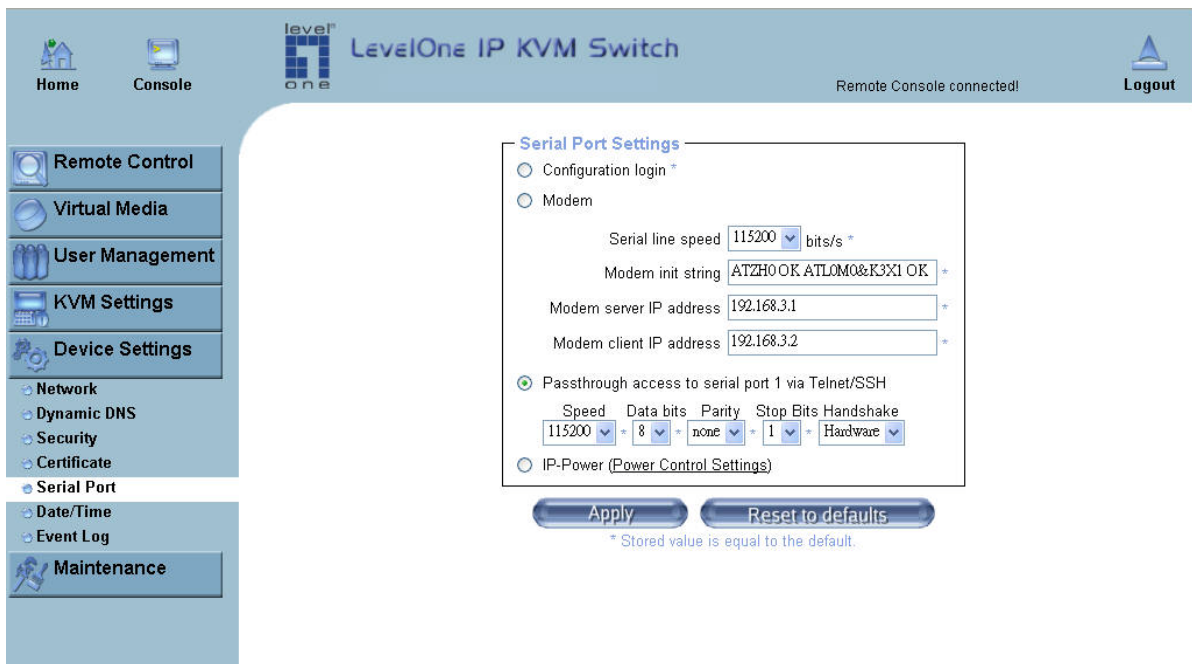 level
one
LevelOne IP KVM Switch
Home
Console
Remote Console connected!
Logout
Remote Control
Virtual Media
User Management
KVM Settings
Device Settings
Network
Dynamic DNS
Security
Certificate
Serial Port
Date/Time
Event Log
Maintenance
Serial Port Settings
Configuration login *
Modem
Serial line speed 115200 bits/s *
Modem init string ATZH0 OK ATL0M0&K3X1 OK *
Modem server IP address 192.168.3.1 *
Modem client IP address 192.168.3.2 *
Passthrough access to serial port 1 via Telnet/SSH
Speed Data bits Parity Stop Bits Handshake
115200 * 8 * none * 1 * Hardware
IP-Power (Power Control Settings)
Apply Reset to defaults
* Stored value is equal to the default.